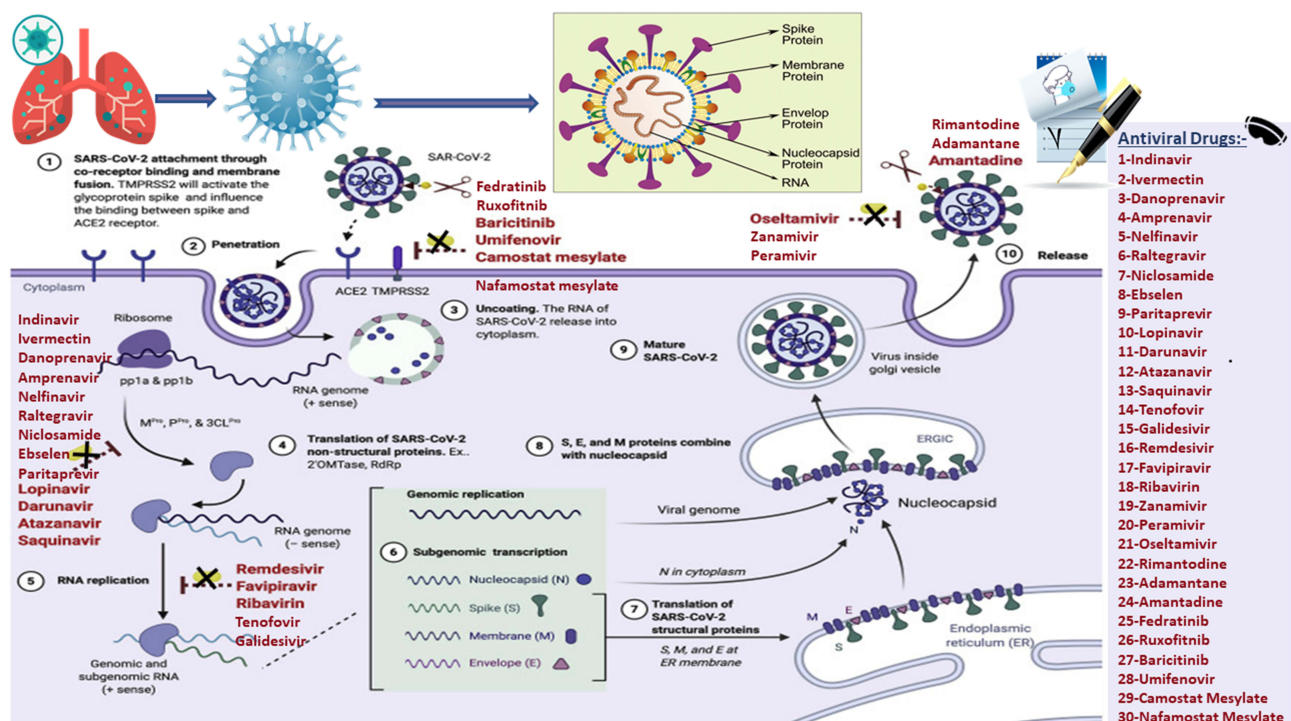 Spike
Protein
Membrane
Protein
Envelop
Protein
Nucleocapsid
Protein
RNA
1
SARS-CoV-2 attachment through
co-receptor binding and membrane
fusion. TMPRSS2 will activate the
glycoprotein spike and influence
the binding between spike and
ACE2 receptor.
SAR-CoV-2
Fedratinib
Ruxofitnib
Baricitinib
Umifenovir
Camostat mesylate
Nafamostat mesylate
2 Penetration
Cytoplasm
ACE2 TMPRSS2
3
Uncoating. The RNA of
SARS-CoV-2 release into
cytoplasm.
Rimantodine
Adamantane
Amantadine
Oseltamivir
Zanamivir
Peramivir
10 Release
Indinavir
Ivermectin
Danoprenavir
Amprenavir
Nelfinavir
Raltegravir
Niclosamide
Ebselen
Paritaprevir
Lopinavir
Darunavir
Atazanavir
Saquinavir
Ribosome
pp1a & pp1b
RNA genome
(+ sense)
Mᴾʳᵒ, Pᴾʳᵒ, & 3CLᴾʳᵒ
4
Translation of SARS-CoV-2
non-structural proteins. Ex..
2'OMTase, RdRp
RNA genome
(– sense)
5 RNA replication
Remdesivir
Favipiravir
Ribavirin
Tenofovir
Galidesivir
Genomic and
subgenomic RNA
(+ sense)
Genomic replication
6 Subgenomic transcription
Nucleocapsid (N)
Spike (S)
Membrane (M)
Envelope (E)
7
Translation of
SARS-CoV-2
structural proteins
S, M, and E at
ER membrane
Viral genome
N in cytoplasm
M
E
S
Endoplasmic
reticulum (ER)
Nucleocapsid
N
ERGIC
8
S, E, and M proteins combine
with nucleocapsid
9
Mature
SARS-CoV-2
Virus inside
golgi vesicle
Antiviral Drugs:-
1-Indinavir
2-Ivermectin
3-Danoprenavir
4-Amprenavir
5-Nelfinavir
6-Raltegravir
7-Niclosamide
8-Ebselen
9-Paritaprevir
10-Lopinavir
11-Darunavir
12-Atazanavir
13-Saquinavir
14-Tenofovir
15-Galidesivir
16-Remdesivir
17-Favipiravir
18-Ribavirin
19-Zanamivir
20-Peramivir
21-Oseltamivir
22-Rimantodine
23-Adamantane
24-Amantadine
25-Fedratinib
26-Ruxofitnib
27-Baricitinib
28-Umifenovir
29-Camostat Mesylate
30-Nafamostat Mesylate